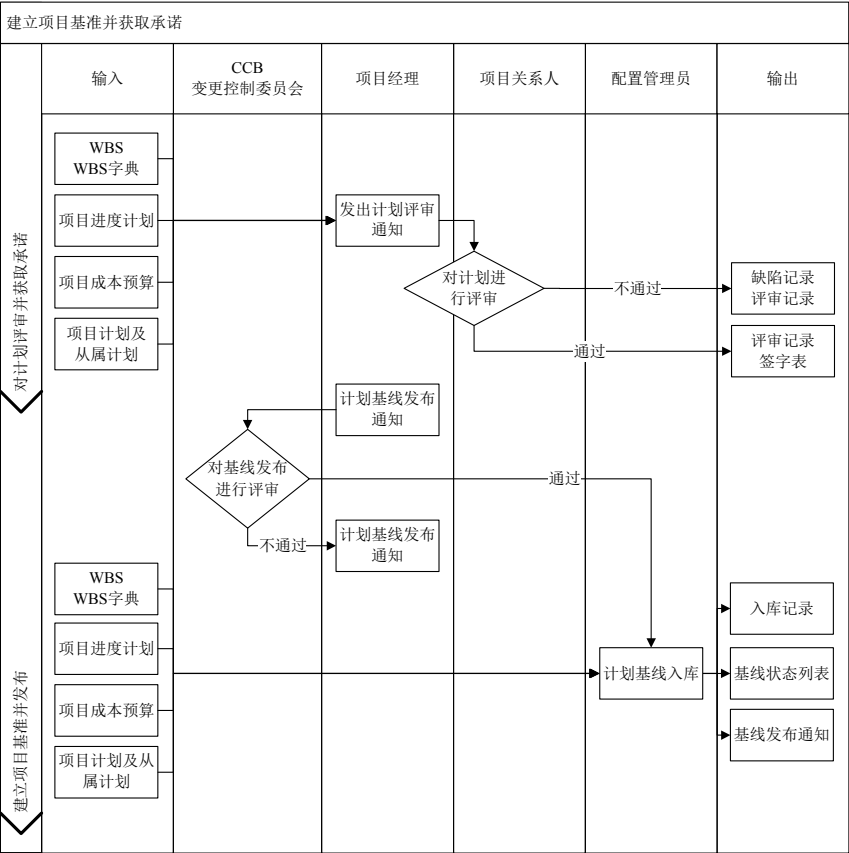 建立项目基准并获取承诺
输入
CCB
变更控制委员会
项目经理
项目关系人
配置管理员
输出
对计划评审并获取承诺
WBS
WBS字典
项目进度计划
发出计划评审
通知
对计划进
行评审
项目成本预算
不通过
缺陷记录
评审记录
项目计划及
从属计划
通过
评审记录
签字表
计划基线发布
通知
对基线发布
进行评审
通过
不通过
计划基线发布
通知
建立项目基准并发布
WBS
WBS字典
入库记录
项目进度计划
计划基线入库
基线状态列表
项目成本预算
基线发布通知
项目计划及从
属计划